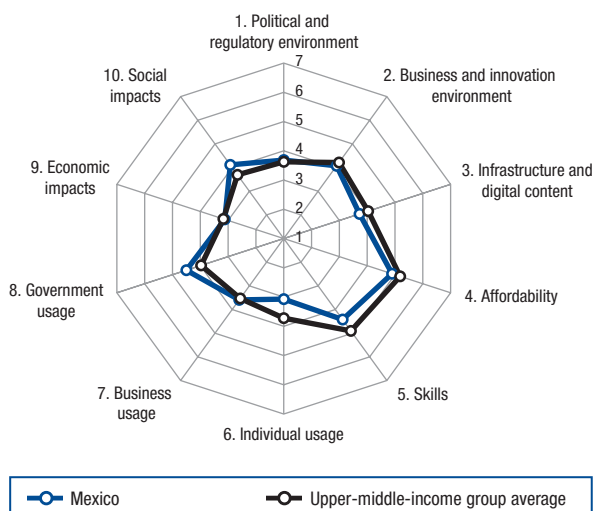 1. Political and
regulatory environment
2. Business and innovation
environment
3. Infrastructure and
digital content
4. Affordability
5. Skills
6. Individual usage
7. Business
usage
8. Government
usage
9. Economic
impacts
10. Social
impacts
7
6
5
4
3
2
1
Mexico
Upper-middle-income group average